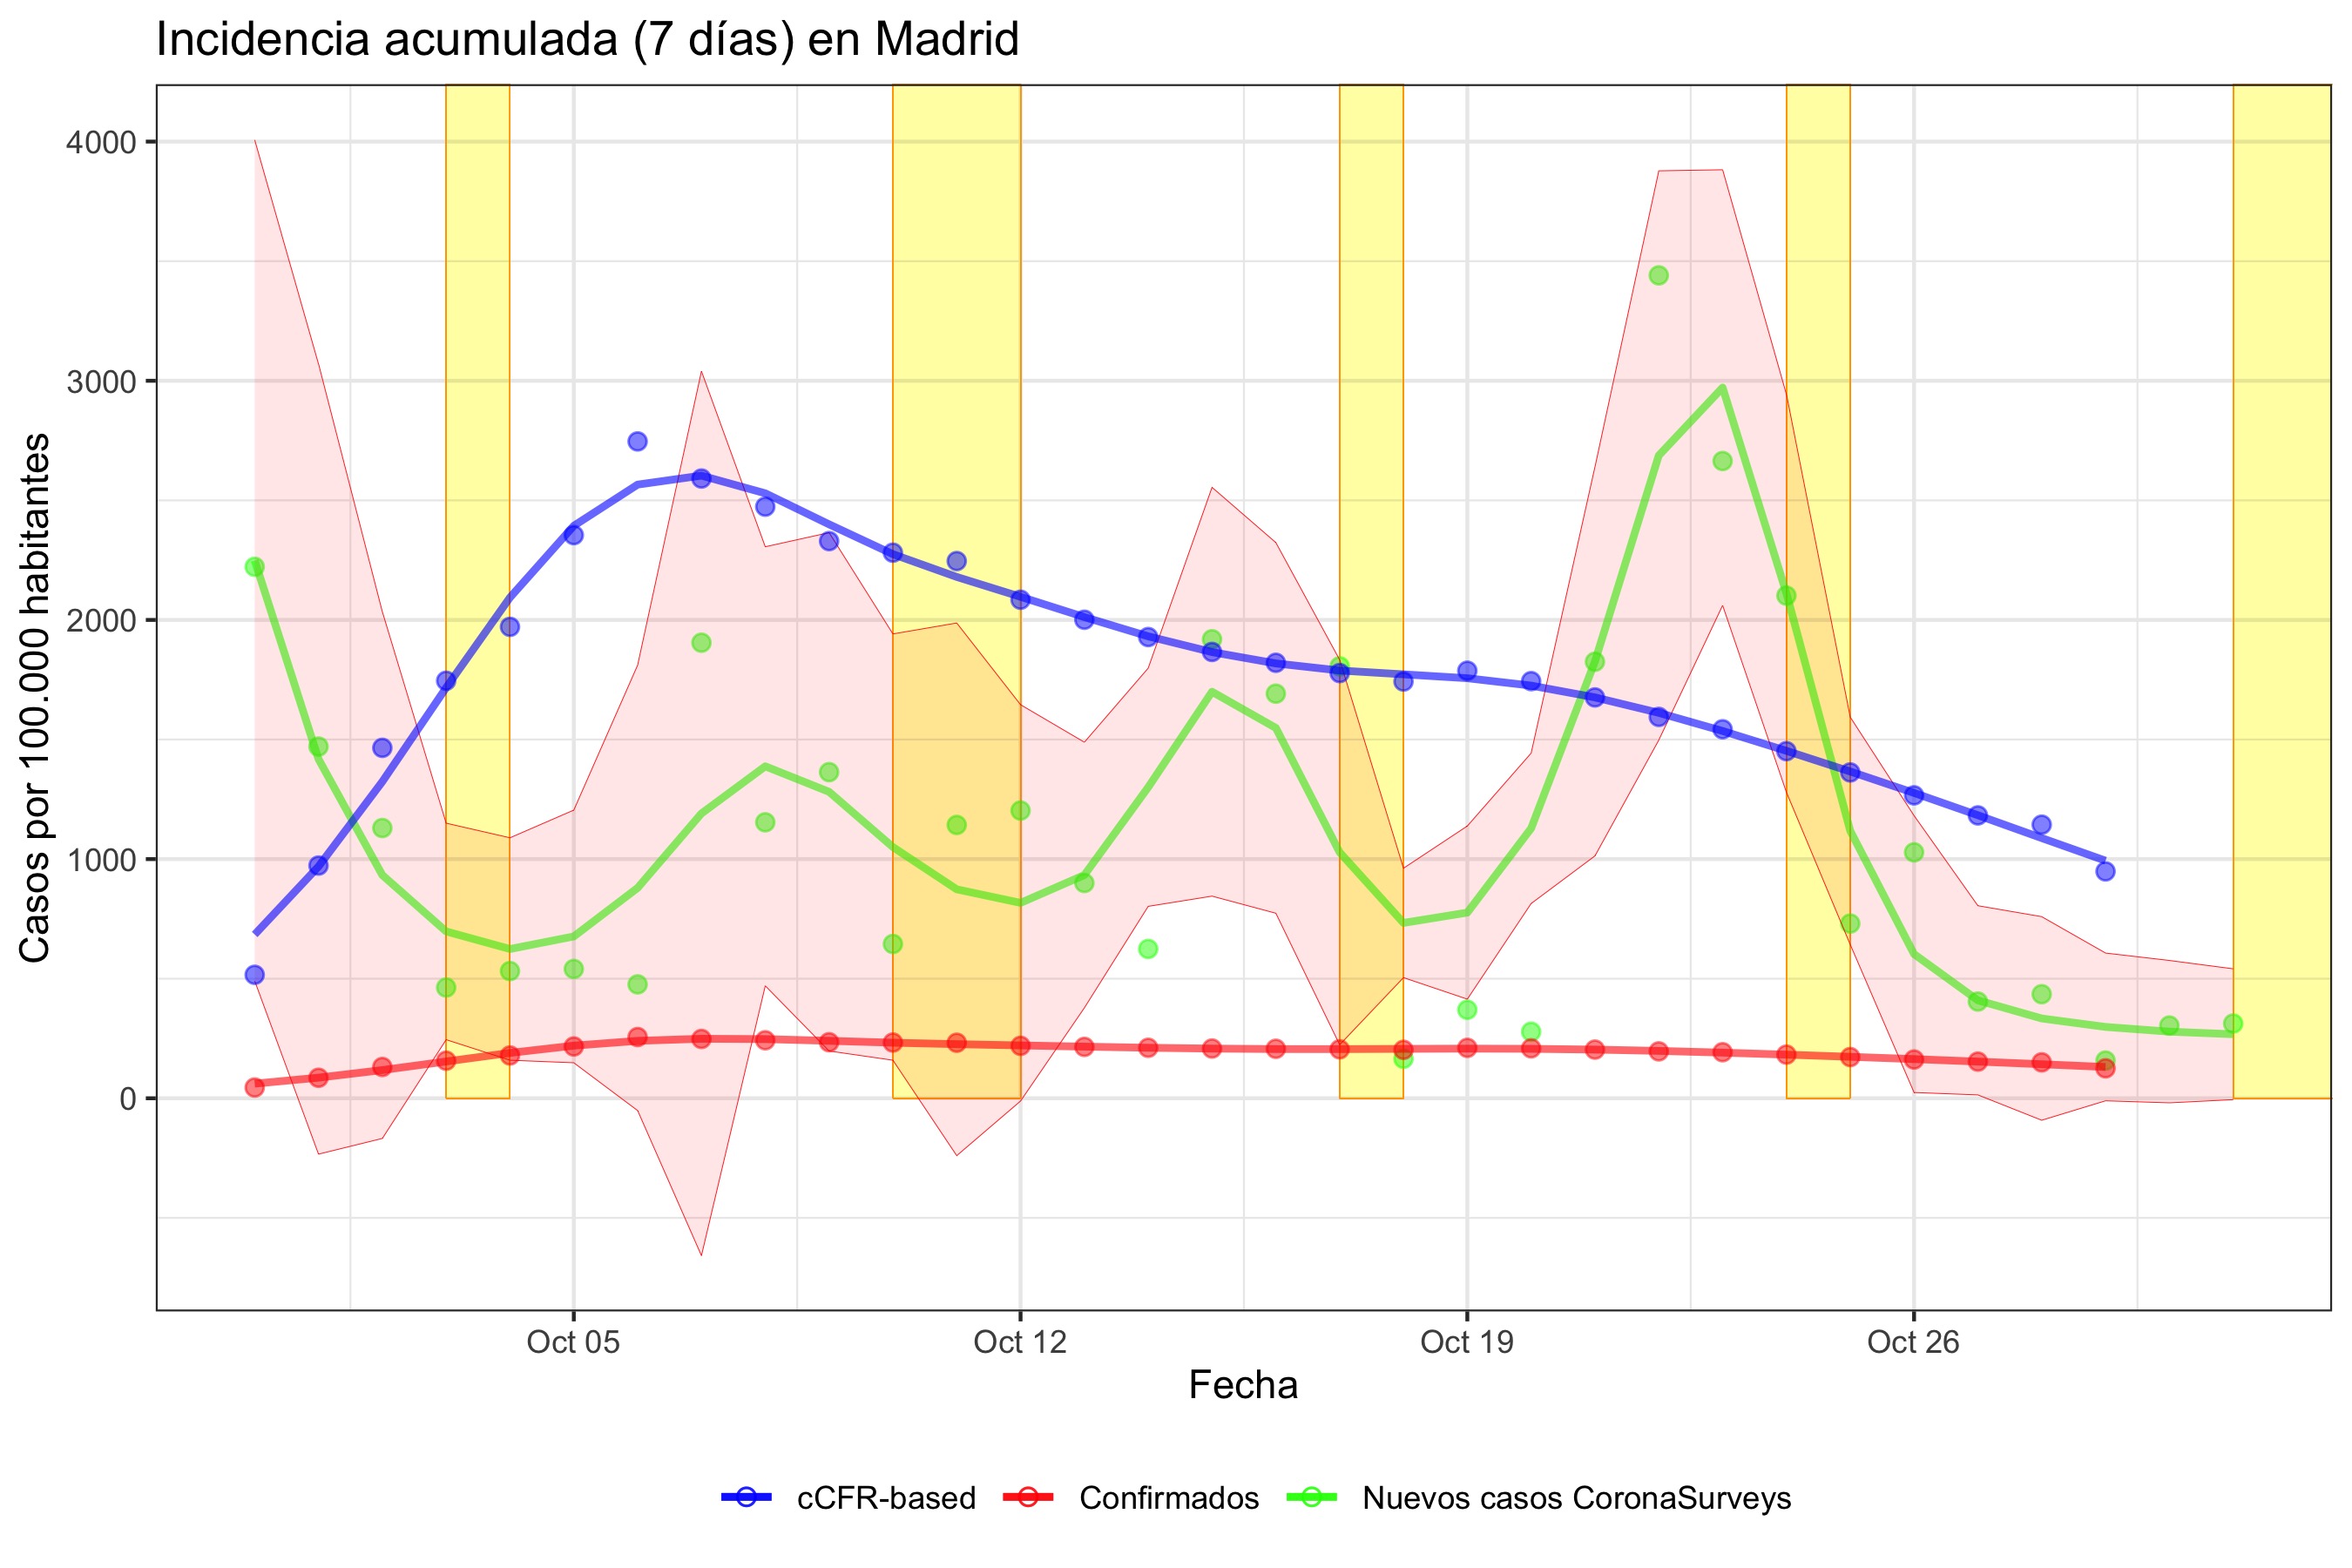 Incidencia acumulada (7 días) en Madrid
Casos por 100.000 habitantes
4000
3000
2000
1000
0
Oct 05 Oct 12 Oct 19 Oct 26
Fecha
cCFR-based Confirmados Nuevos casos CoronaSurveys